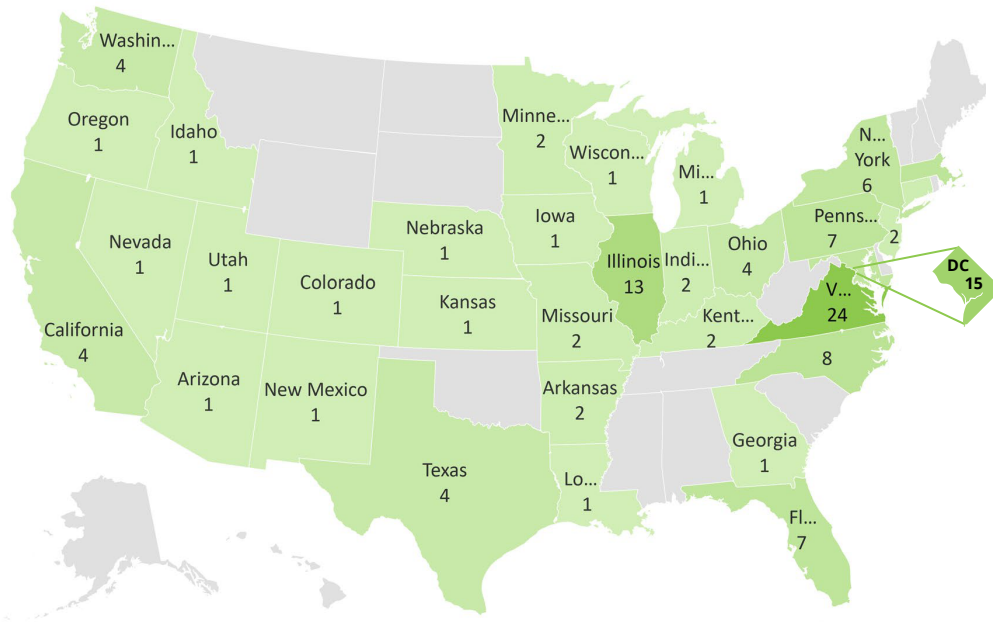 Washin...
4
Oregon
1
Idaho
1
Minne...
2
Wiscon...
1
Mi...
1
N...
York
6
Penns...
7
2
Nebraska
1
Iowa
1
Nevada
1
Utah
1
Colorado
1
Illinois
13
Indi...
2
Ohio
4
DC
15
V...
24
California
4
Kansas
1
Missouri
2
Kent...
2
8
Arizona
1
New Mexico
1
Arkansas
2
Georgia
1
Texas
4
Lo...
1
Fl...
7